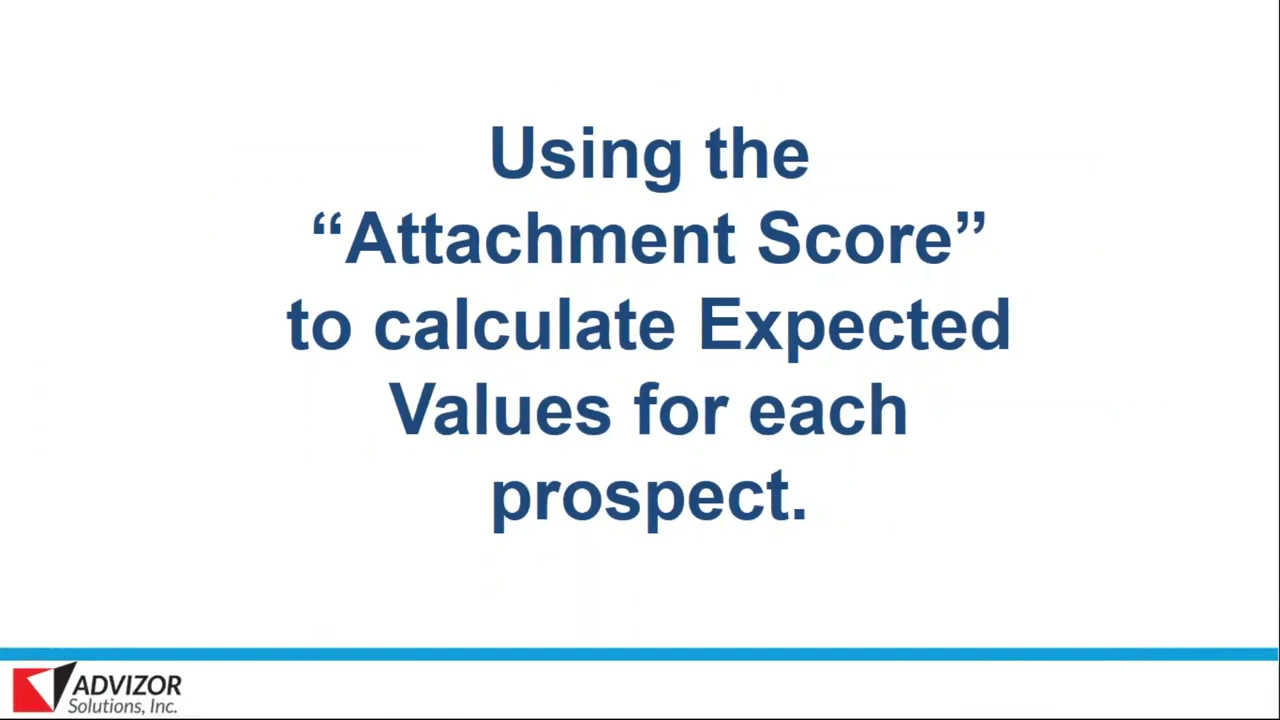 Using the
“Attachment Score”
to calculate Expected
Values for each
prospect.
ADVIZOR
Solutions, Inc.